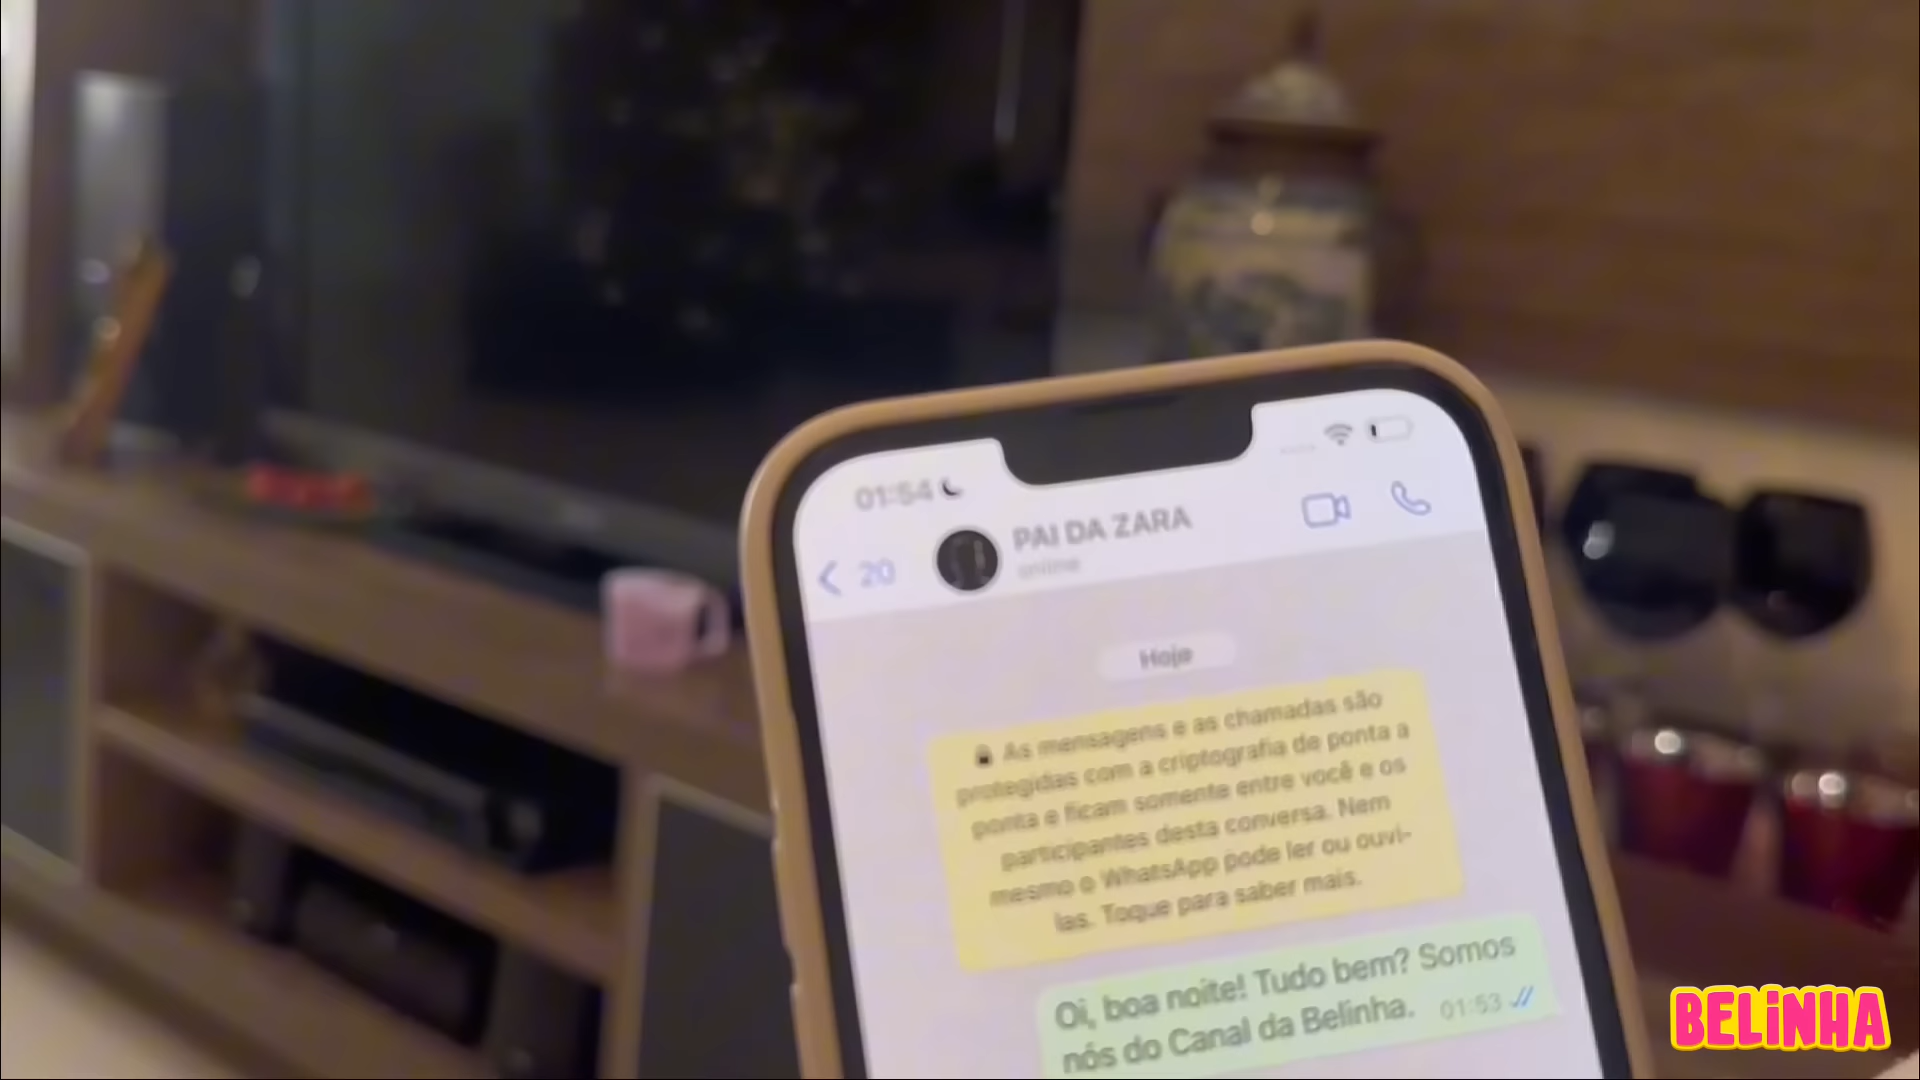 01:54
20
PAI DA ZARA
online
Hoje
As mensagens e as chamadas são
protegidas com a criptografia de ponta a
ponta e ficam somente entre você e os
participantes desta conversa. Nem
mesmo o WhatsApp pode ler ou ouvi-
las. Toque para saber mais.
Oi, boa noite! Tudo bem? Somos
nós do Canal da Belinha. 01:53
BELiNHA